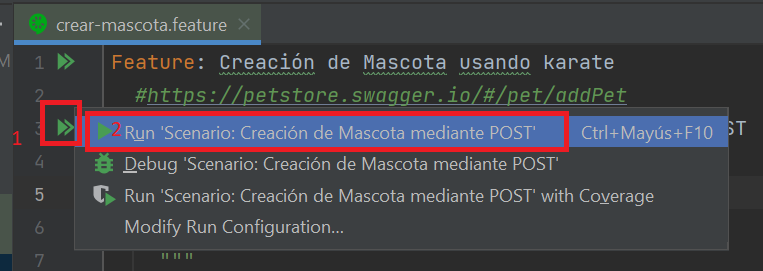 crear-mascota.feature
M
1 Feature: Creación de Mascota usando karate
2 #https://petstore.swagger.io/#/pet/addPet
1 3 2 Run 'Scenario: Creación de Mascota mediante POST' Ctrl+Mayús+F10 ST
4 Debug 'Scenario: Creación de Mascota mediante POST'
5 Run 'Scenario: Creación de Mascota mediante POST' with Coverage
6 Modify Run Configuration...
7 """